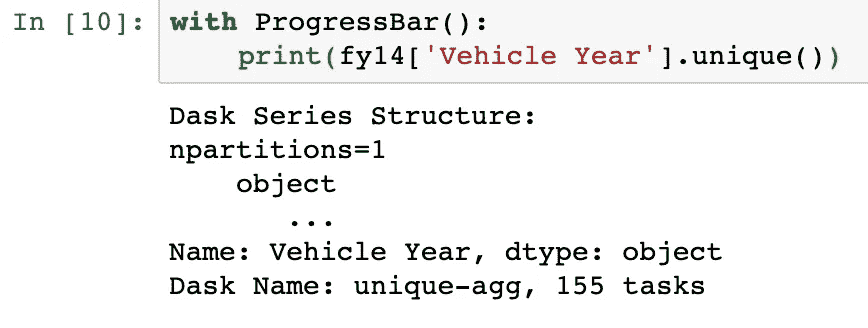 In [10]: with ProgressBar():
    print(fy14['Vehicle Year'].unique())
Dask Series Structure:
npartitions=1
    object
       ...
Name: Vehicle Year, dtype: object
Dask Name: unique-agg, 155 tasks